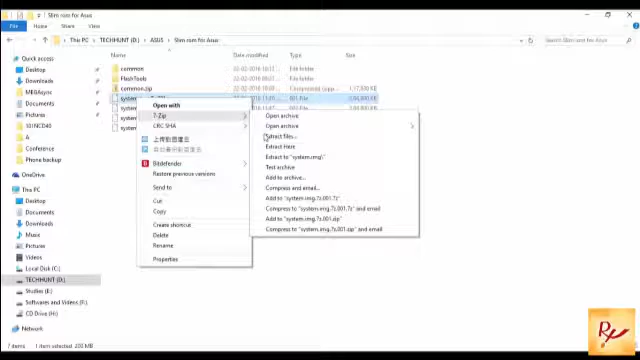 Slim rom for Asus
File
Home
Share
View
This PC
TECHHUNT (D:)
ASUS
Slim rom for Asus
Name
Date modified
Type
Size
Quick access
Desktop
Downloads
MEGAsync
Documents
Pictures
101NCD40
A
Conference
Phone backup
OneDrive
This PC
Desktop
Documents
Downloads
Music
Pictures
Videos
Local Disk (C:)
TECHHUNT (D:)
Studies (E:)
Softwares and Videos (F:)
CD Drive (H:)
Network
common
File folder
FlashTools
File folder
common.zip
Open with
7-Zip
CRC SHA
Bitdefender
Restore previous versions
Send to
Cut
Copy
Create shortcut
Delete
Rename
Properties
Open archive
Open archive
Extract files...
Extract Here
Extract to "system.img\"
Test archive
Add to archive...
Compress and email...
Add to "system.img.7z.001.7z"
Compress to "system.img.7z.001.7z" and email
Add to "system.img.7z.001.zip"
Compress to "system.img.7z.001.zip" and email
7 items
1 item selected 200 MB